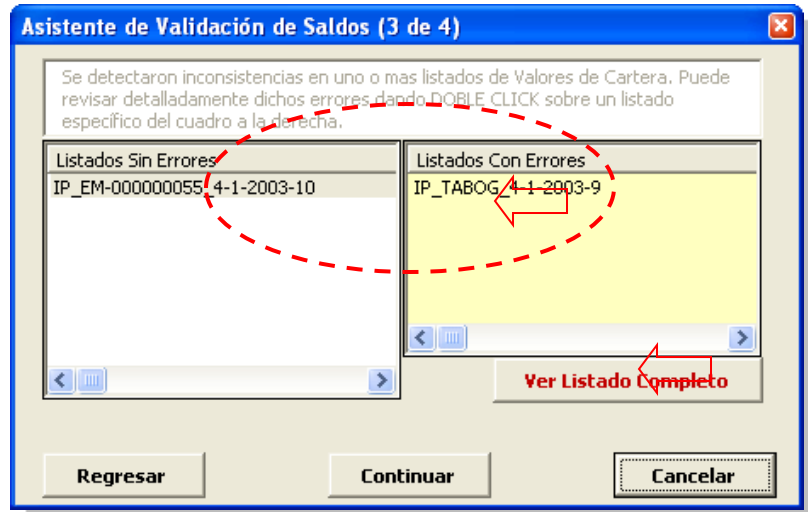 Asistente de Validación de Saldos (3 de 4)
Se detectaron inconsistencias en uno o mas listados de Valores de Cartera. Puede
revisar detalladamente dichos errores dando DOBLE CLICK sobre un listado
específico del cuadro a la derecha.
Listados Sin Errores
IP_EM-000000055_4-1-2003-10
Listados Con Errores
IP_TABOG_4-1-2003-9
Ver Listado Completo
Regresar
Continuar
Cancelar